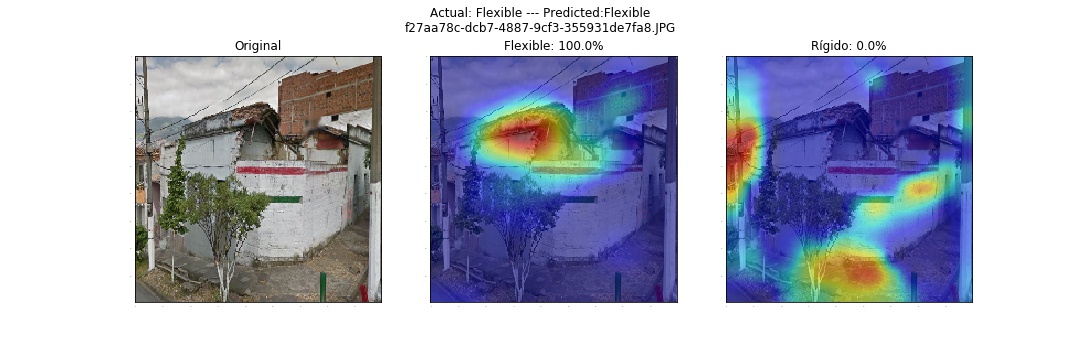 Actual: Flexible --- Predicted:Flexible
f27aa78c-dcb7-4887-9cf3-355931de7fa8.JPG
Original
Flexible: 100.0%
Rígido: 0.0%